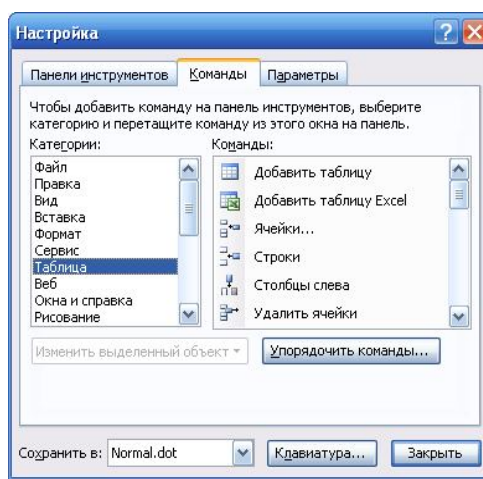 Настройка
Панели инструментов Команды Параметры
Чтобы добавить команду на панель инструментов, выберите
категорию и перетащите команду из этого окна на панель.
Категории: Команды:
Файл
Правка
Вид
Вставка
Формат
Сервис
Таблица
Веб
Окна и справка
Рисование
Добавить таблицу
Добавить таблицу Excel
Ячейки...
Строки
Столбцы слева
Удалить ячейки
Изменить выделенный объект Упорядочить команды...
Сохранить в: Normal.dot Клавиатура... Закрыть